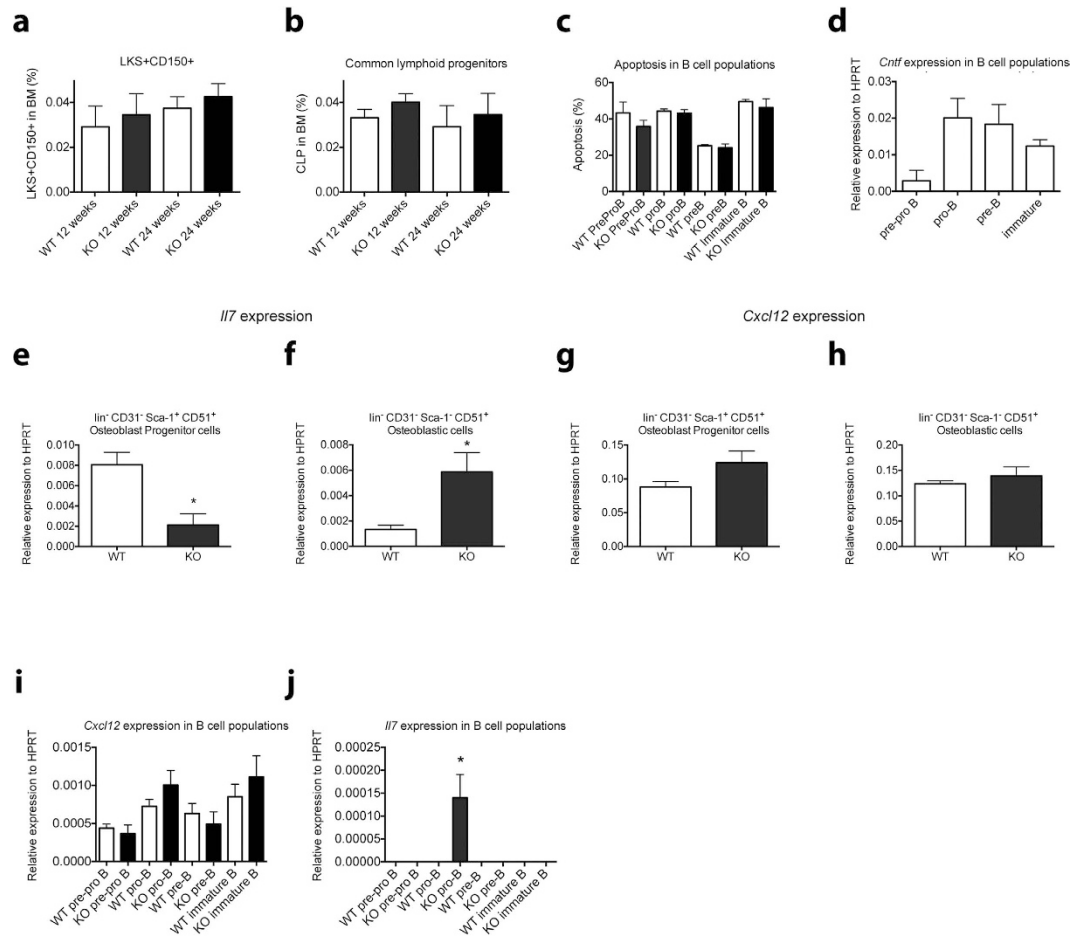 a
LKS+CD150+
LKS+CD150+ in BM (%)
0.04
0.02
0.00
WT 12 weeks
KO 12 weeks
WT 24 weeks
KO 24 weeks
b
Common lymphoid progenitors
CLP in BM (%)
0.04
0.02
0.00
WT 12 weeks
KO 12 weeks
WT 24 weeks
KO 24 weeks
c
Apoptosis in B cell populations
Apoptosis (%)
60
40
20
0
WT PreProB
KO PreProB
WT proB
KO proB
WT preB
KO preB
WT Immature B
KO Immature B
d
Cntf expression in B cell populations
Relative expression to HPRT
0.03
0.02
0.01
0.00
pre-pro B
pro-B
pre-B
immature
Il7 expression
Cxcl12 expression
e
lin- CD31- Sca-1+ CD51+
Osteoblast Progenitor cells
Relative expression to HPRT
0.010
0.008
0.006
0.004
0.002
0.000
*
WT
KO
f
lin- CD31- Sca-1- CD51+
Osteoblastic cells
Relative expression to HPRT
0.008
0.006
0.004
0.002
0.000
*
WT
KO
g
lin- CD31- Sca-1+ CD51+
Osteoblast Progenitor cells
Relative expression to HPRT
0.15
0.10
0.05
0.00
WT
KO
h
lin- CD31- Sca-1- CD51+
Osteoblastic cells
Relative expression to HPRT
0.20
0.15
0.10
0.05
0.00
WT
KO
i
Cxcl12 expression in B cell populations
Relative expression to HPRT
0.0015
0.0010
0.0005
0.0000
WT pre-pro B
KO pre-pro B
WT pro-B
KO pro-B
WT pre-B
KO pre-B
WT immature B
KO immature B
j
Il7 expression in B cell populations
Relative expression to HPRT
0.00025
0.00020
0.00015
0.00010
0.00005
0.00000
*
WT pre-pro B
KO pre-pro B
WT pro-B
KO pro-B
WT pre-B
KO pre-B
WT immature B
KO immature B